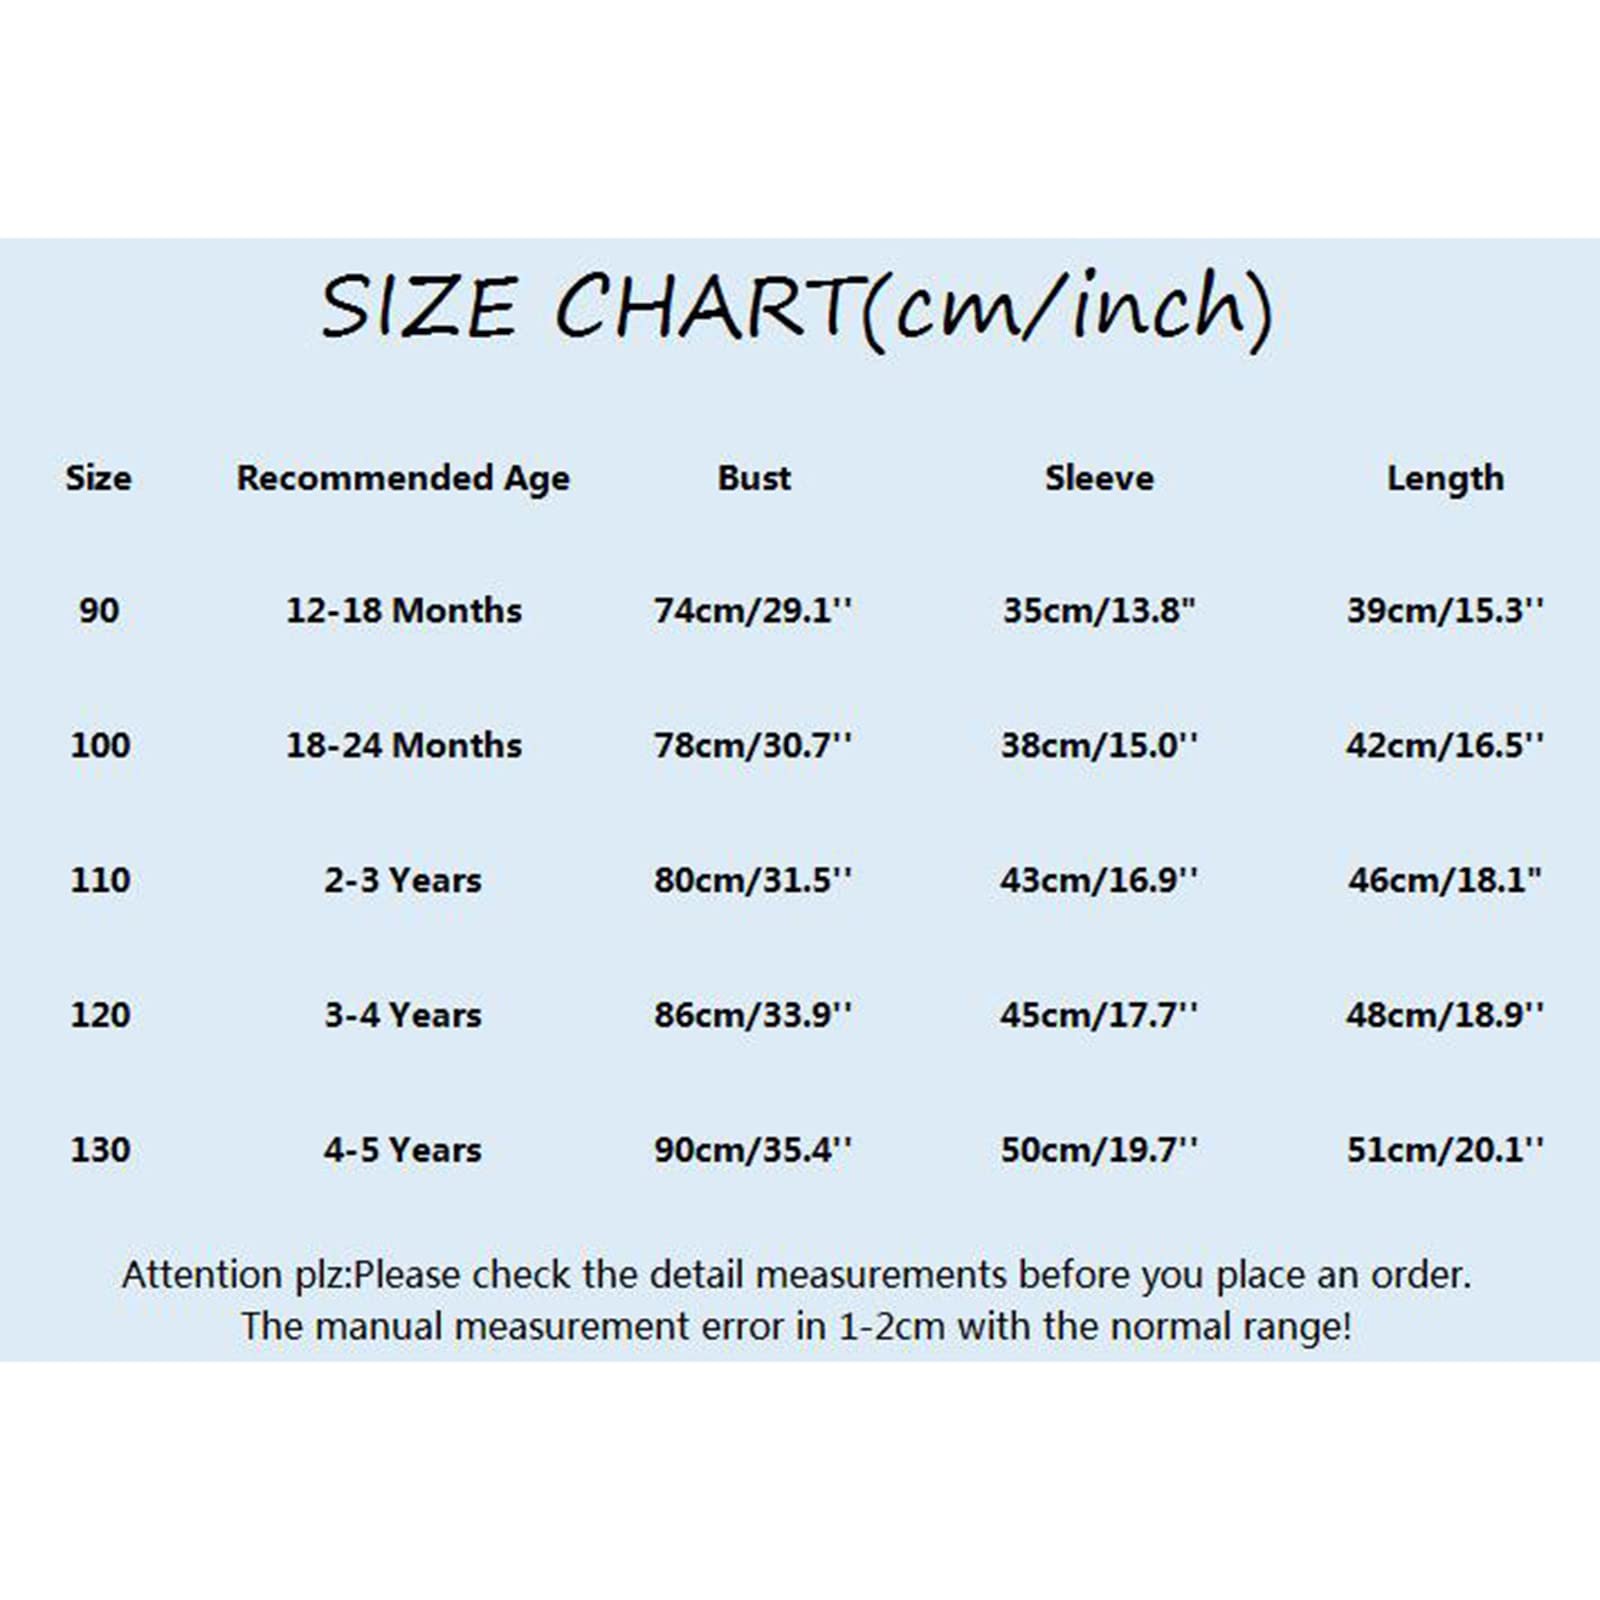 SIZE CHART(cm/inch)
Size Recommended Age Bust Sleeve Length
90 12-18 Months 74cm/29.1'' 35cm/13.8" 39cm/15.3''
100 18-24 Months 78cm/30.7'' 38cm/15.0'' 42cm/16.5''
110 2-3 Years 80cm/31.5'' 43cm/16.9'' 46cm/18.1"
120 3-4 Years 86cm/33.9'' 45cm/17.7'' 48cm/18.9''
130 4-5 Years 90cm/35.4'' 50cm/19.7'' 51cm/20.1''
Attention plz:Please check the detail measurements before you place an order.
The manual measurement error in 1-2cm with the normal range!